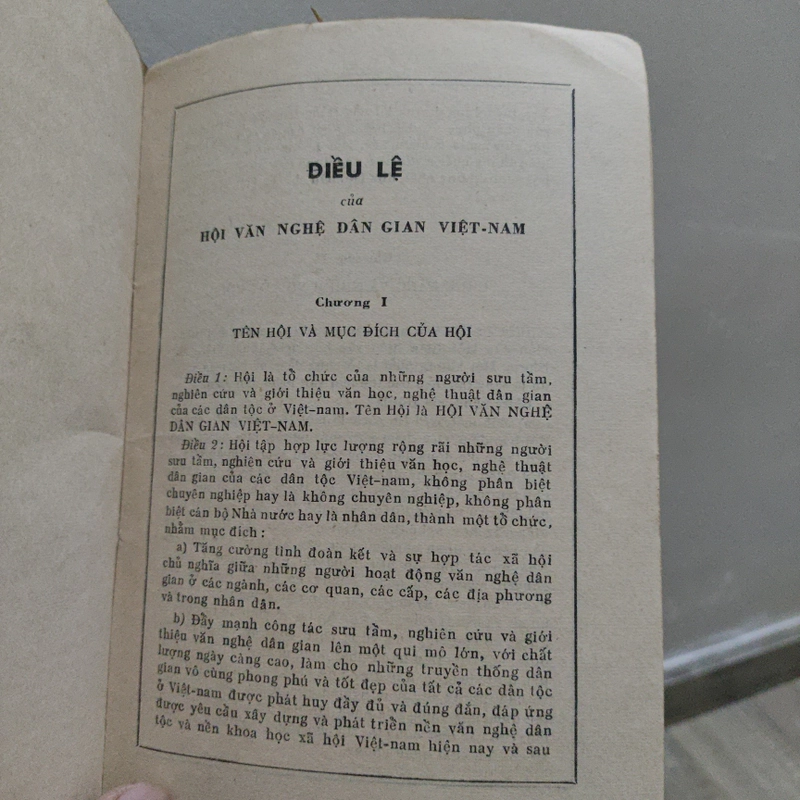 ĐIỀU LỆ
của
HỘI VĂN NGHỆ DÂN GIAN VIỆT-NAM
Chương I
TÊN HỘI VÀ MỤC ĐÍCH CỦA HỘI
Điều 1: Hội là tổ chức của những người sưu tầm,
nghiên cứu và giới thiệu văn học, nghệ thuật dân gian
của các dân tộc ở Việt-nam. Tên Hội là HỘI VĂN NGHỆ
DÂN GIAN VIỆT-NAM.
Điều 2: Hội tập hợp lực lượng rộng rãi những người
sưu tầm, nghiên cứu và giới thiệu văn học, nghệ thuật
dân gian của các dân tộc Việt-nam, không phân biệt
chuyên nghiệp hay là không chuyên nghiệp, không phân
biệt cán bộ Nhà nước hay là nhân dân, thành một tổ chức,
nhằm mục đích :
a) Tăng cường tình đoàn kết và sự hợp tác xã hội
chủ nghĩa giữa những người hoạt động văn nghệ dân
gian ở các ngành, các cơ quan, các cấp, các địa phương
và trong nhân dân.
b) Đẩy mạnh công tác sưu tầm, nghiên cứu và giới
thiệu văn nghệ dân gian lên một qui mô lớn, với chất
lượng ngày càng cao, làm cho những truyền thống dân
gian vô cùng phong phú và tốt đẹp của tất cả các dân tộc
ở Việt-nam được phát huy đầy đủ và đúng đắn, đáp ứng
được yêu cầu xây dựng và phát triển nền văn nghệ dân
tộc và nền khoa học xã hội Việt-nam hiện nay và sau